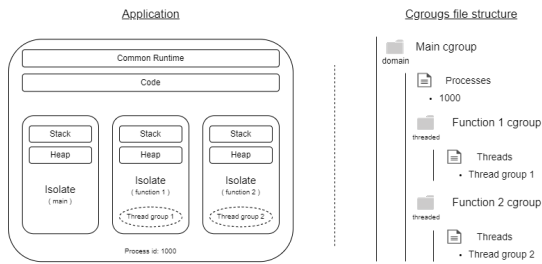 Application
Common Runtime
Code
Stack
Heap
Isolate
( main )
Stack
Heap
Isolate
( function 1 )
Thread group 1
Stack
Heap
Isolate
( function 2 )
Thread group 2
Process id: 1000
Cgrougs file structure
Main cgroup
domain
Processes
• 1000
Function 1 cgroup
threaded
Threads
• Thread group 1
Function 2 cgroup
threaded
Threads
• Thread group 2